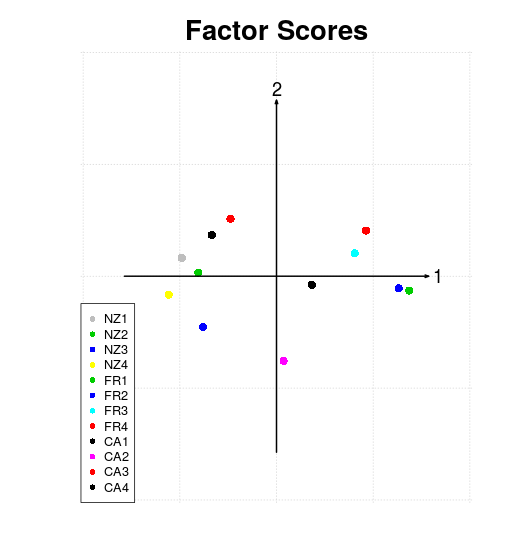 Factor Scores
2
1
NZ1
NZ2
NZ3
NZ4
FR1
FR2
FR3
FR4
CA1
CA2
CA3
CA4